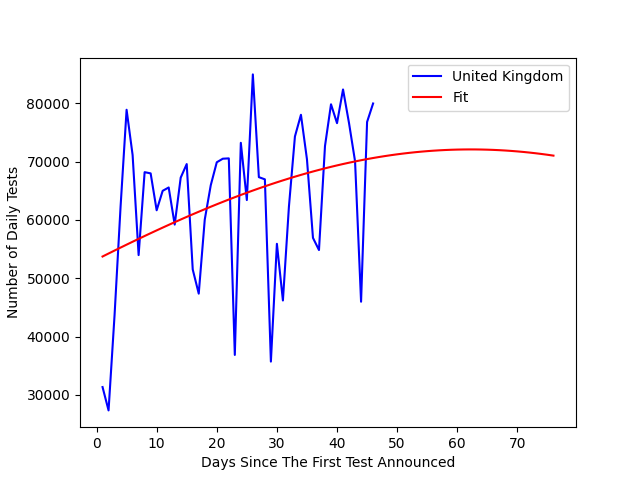 United Kingdom
Fit
80000
70000
60000
50000
40000
30000
Number of Daily Tests
0 10 20 30 40 50 60 70
Days Since The First Test Announced